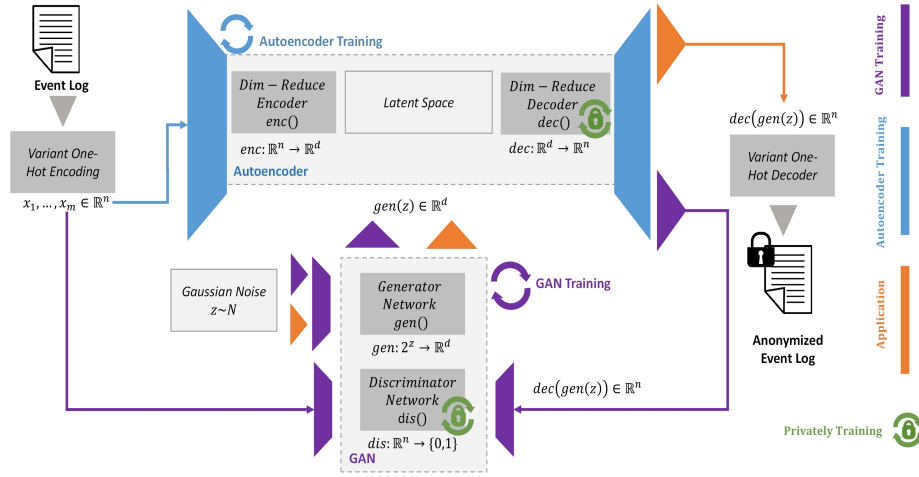 Event Log
Variant One-
Hot Encoding
x₁, …, xₘ ∈ ℝⁿ
Autoencoder Training
Dim − Reduce
Encoder
enc()
enc: ℝⁿ → ℝᵈ
Autoencoder
Latent Space
Dim − Reduce
Decoder
dec()
dec: ℝᵈ → ℝⁿ
gen(z) ∈ ℝᵈ
dec(gen(z)) ∈ ℝⁿ
Variant One-
Hot Decoder
Anonymized
Event Log
Gaussian Noise
z~N
Generator
Network
gen()
gen: 2ᶻ → ℝᵈ
GAN Training
Discriminator
Network
dis()
dis: ℝⁿ → {0,1}
GAN
dec(gen(z)) ∈ ℝⁿ
GAN Training
Autoencoder Training
Application
Privately Training